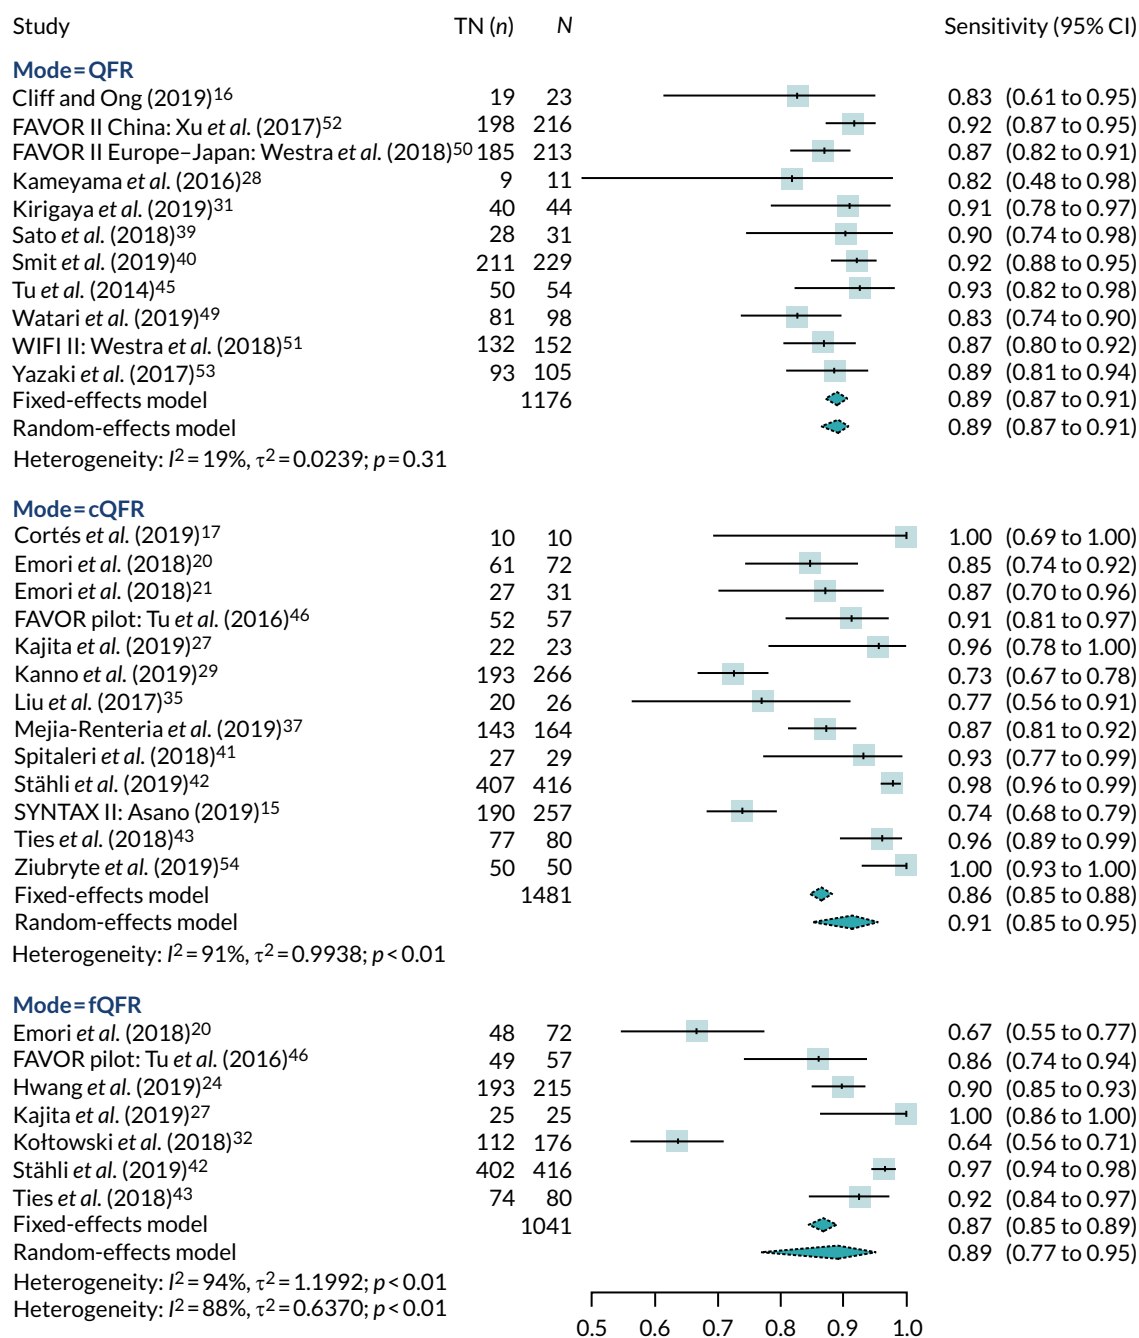 Study TN (n) N Sensitivity (95% CI)
Mode=QFR
Cliff and Ong (2019)16 19 23 0.83 (0.61 to 0.95)
FAVOR II China: Xu et al. (2017)52 198 216 0.92 (0.87 to 0.95)
FAVOR II Europe–Japan: Westra et al. (2018)50 185 213 0.87 (0.82 to 0.91)
Kameyama et al. (2016)28 9 11 0.82 (0.48 to 0.98)
Kirigaya et al. (2019)31 40 44 0.91 (0.78 to 0.97)
Sato et al. (2018)39 28 31 0.90 (0.74 to 0.98)
Smit et al. (2019)40 211 229 0.92 (0.88 to 0.95)
Tu et al. (2014)45 50 54 0.93 (0.82 to 0.98)
Watari et al. (2019)49 81 98 0.83 (0.74 to 0.90)
WIFI II: Westra et al. (2018)51 132 152 0.87 (0.80 to 0.92)
Yazaki et al. (2017)53 93 105 0.89 (0.81 to 0.94)
Fixed-effects model 1176 0.89 (0.87 to 0.91)
Random-effects model 0.89 (0.87 to 0.91)
Heterogeneity: I2=19%, τ2=0.0239; p=0.31
Mode=cQFR
Cortés et al. (2019)17 10 10 1.00 (0.69 to 1.00)
Emori et al. (2018)20 61 72 0.85 (0.74 to 0.92)
Emori et al. (2018)21 27 31 0.87 (0.70 to 0.96)
FAVOR pilot: Tu et al. (2016)46 52 57 0.91 (0.81 to 0.97)
Kajita et al. (2019)27 22 23 0.96 (0.78 to 1.00)
Kanno et al. (2019)29 193 266 0.73 (0.67 to 0.78)
Liu et al. (2017)35 20 26 0.77 (0.56 to 0.91)
Mejia-Renteria et al. (2019)37 143 164 0.87 (0.81 to 0.92)
Spitaleri et al. (2018)41 27 29 0.93 (0.77 to 0.99)
Stähli et al. (2019)42 407 416 0.98 (0.96 to 0.99)
SYNTAX II: Asano (2019)15 190 257 0.74 (0.68 to 0.79)
Ties et al. (2018)43 77 80 0.96 (0.89 to 0.99)
Ziubryte et al. (2019)54 50 50 1.00 (0.93 to 1.00)
Fixed-effects model 1481 0.86 (0.85 to 0.88)
Random-effects model 0.91 (0.85 to 0.95)
Heterogeneity: I2=91%, τ2=0.9938; p<0.01
Mode=fQFR
Emori et al. (2018)20 48 72 0.67 (0.55 to 0.77)
FAVOR pilot: Tu et al. (2016)46 49 57 0.86 (0.74 to 0.94)
Hwang et al. (2019)24 193 215 0.90 (0.85 to 0.93)
Kajita et al. (2019)27 25 25 1.00 (0.86 to 1.00)
Kołtowski et al. (2018)32 112 176 0.64 (0.56 to 0.71)
Stähli et al. (2019)42 402 416 0.97 (0.94 to 0.98)
Ties et al. (2018)43 74 80 0.92 (0.84 to 0.97)
Fixed-effects model 1041 0.87 (0.85 to 0.89)
Random-effects model 0.89 (0.77 to 0.95)
Heterogeneity: I2=94%, τ2=1.1992; p<0.01
Heterogeneity: I2=88%, τ2=0.6370; p<0.01
0.5 0.6 0.7 0.8 0.9 1.0